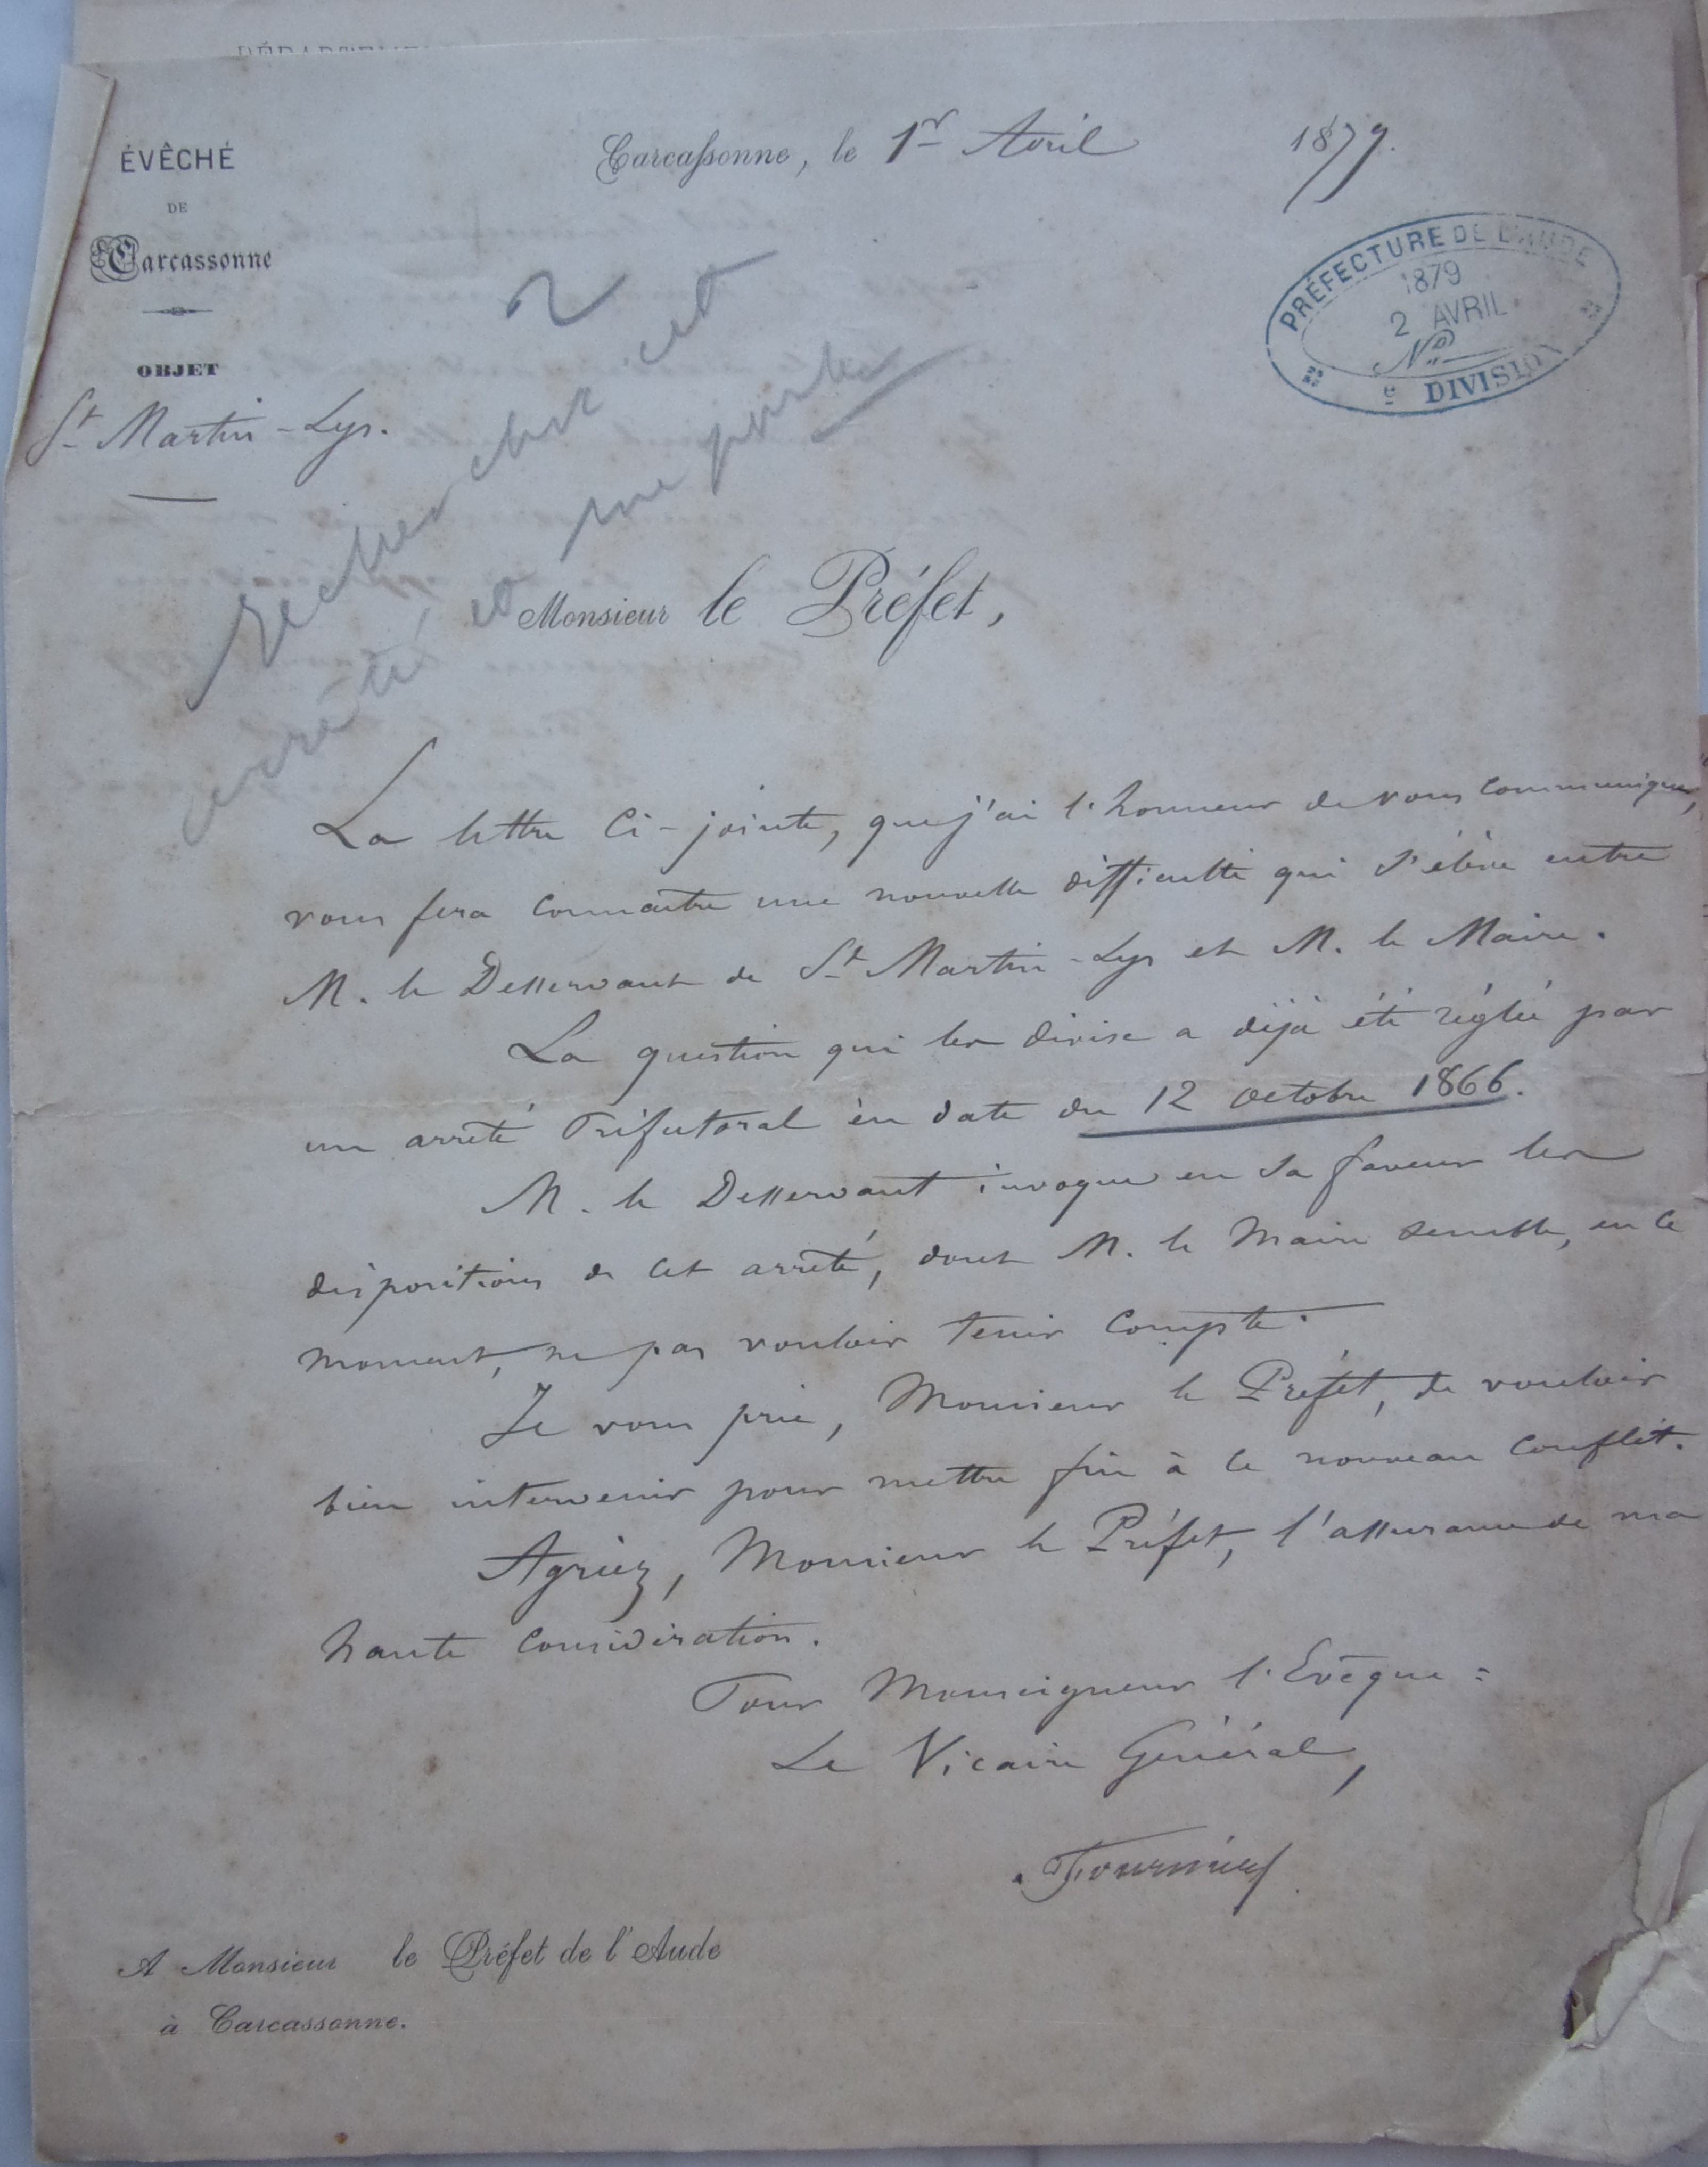 ÉVÊCHÉ
DE
Carcassonne
OBJET
St Martin-Lys.
Carcassonne, le 1er Avril 1879.
PRÉFECTURE DE L'AUDE
1879
2 AVRIL
No
e DIVISION
2
Rechercher cet
arrêté et me parler
Monsieur le Préfet,
La lettre ci-jointe, que j'ai l'honneur de vous communiquer,
vous fera connaître une nouvelle difficulté qui s'élève entre
M. le Desservant de St Martin-Lys et M. le Maire.
La question qui les divise a déjà été réglée par
un arrêté Préfectoral en date du 12 octobre 1866.
M. le Desservant invoque en sa faveur les
dispositions de cet arrêté, dont M. le Maire semble, en ce
moment, ne pas vouloir tenir compte.
Je vous prie, Monsieur le Préfet, de vouloir
bien intervenir pour mettre fin à ce nouveau conflit.
Agréez, Monsieur le Préfet, l'assurance de ma
haute considération.
Pour Monseigneur l'Evêque :
Le Vicaire Général,
Fournié
A Monsieur le Préfet de l'Aude
à Carcassonne.